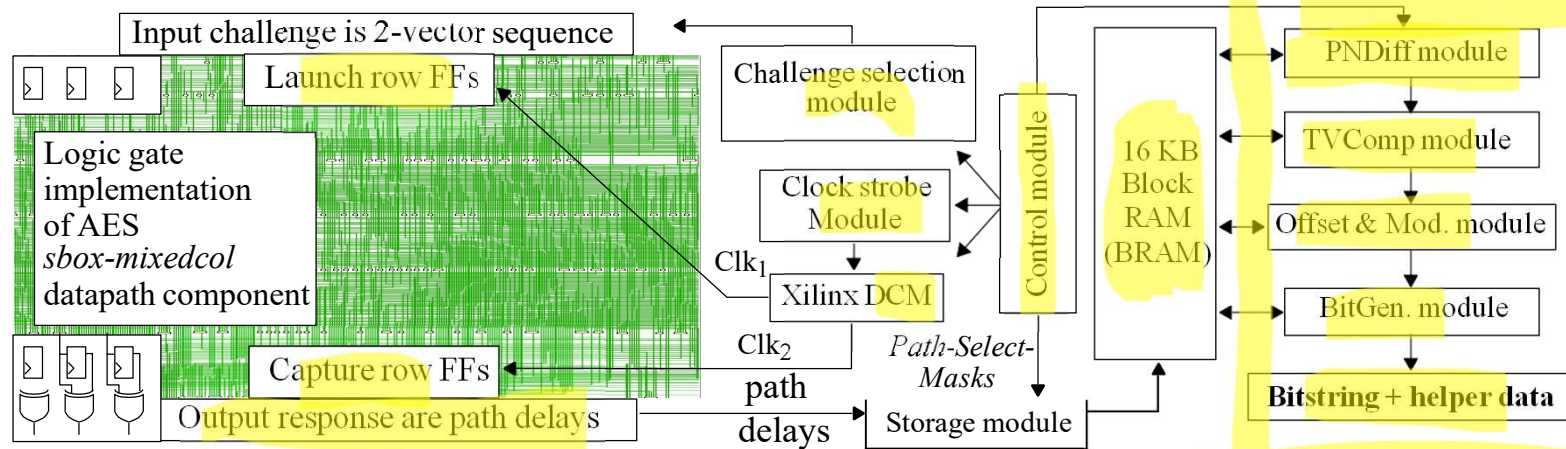 Input challenge is 2-vector sequence
Launch row FFs
Logic gate
implementation
of AES
sbox-mixedcol
datapath component
Capture row FFs
Output response are path delays
Challenge selection
module
Clock strobe
Module
Clk1
Xilinx DCM
Clk2
path
delays
Control module
Path-Select-
Masks
Storage module
16 KB
Block
RAM
(BRAM)
PNDiff module
TVComp module
Offset & Mod. module
BitGen. module
Bitstring + helper data